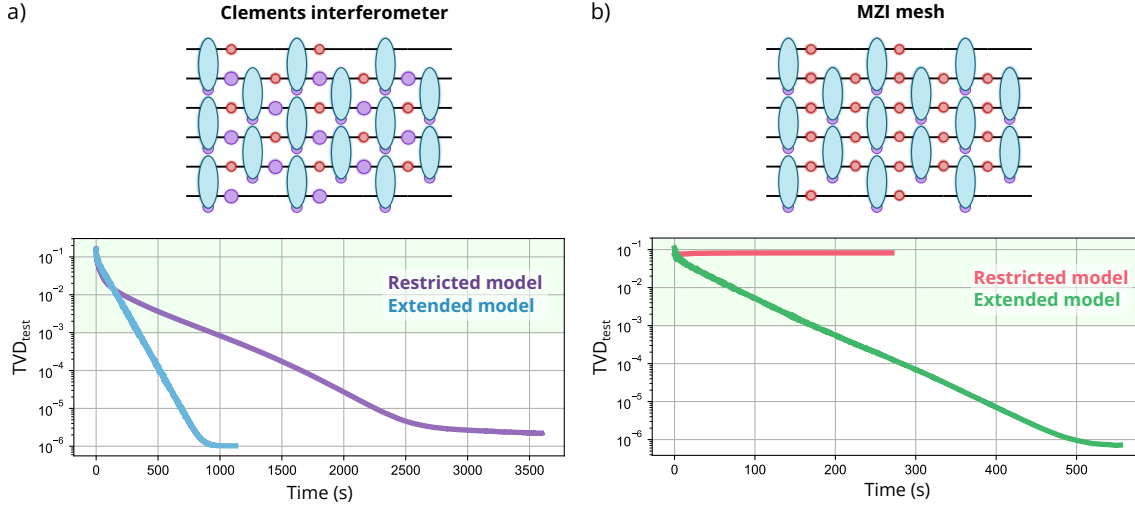 a)
Clements interferometer
10⁻¹
10⁻²
10⁻³
10⁻⁴
10⁻⁵
10⁻⁶
TVD_test
Restricted model
Extended model
0 500 1000 1500 2000 2500 3000 3500
Time (s)
b)
MZI mesh
10⁻¹
10⁻²
10⁻³
10⁻⁴
10⁻⁵
10⁻⁶
TVD_test
Restricted model
Extended model
0 100 200 300 400 500
Time (s)